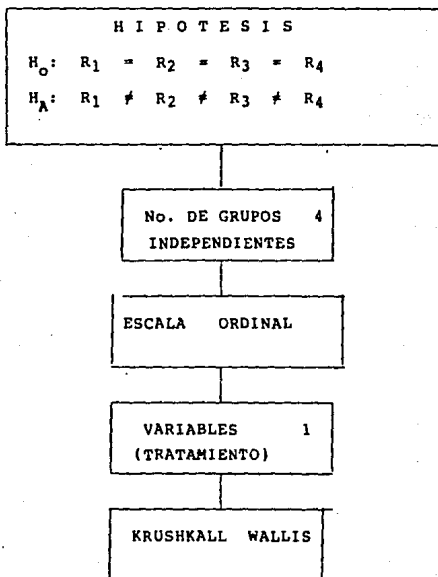 H I P O T E S I S
Ho: R1 = R2 = R3 = R4
HA: R1 ≠ R2 ≠ R3 ≠ R4
No. DE GRUPOS 4
INDEPENDIENTES
ESCALA ORDINAL
VARIABLES 1
(TRATAMIENTO)
KRUSHKALL WALLIS